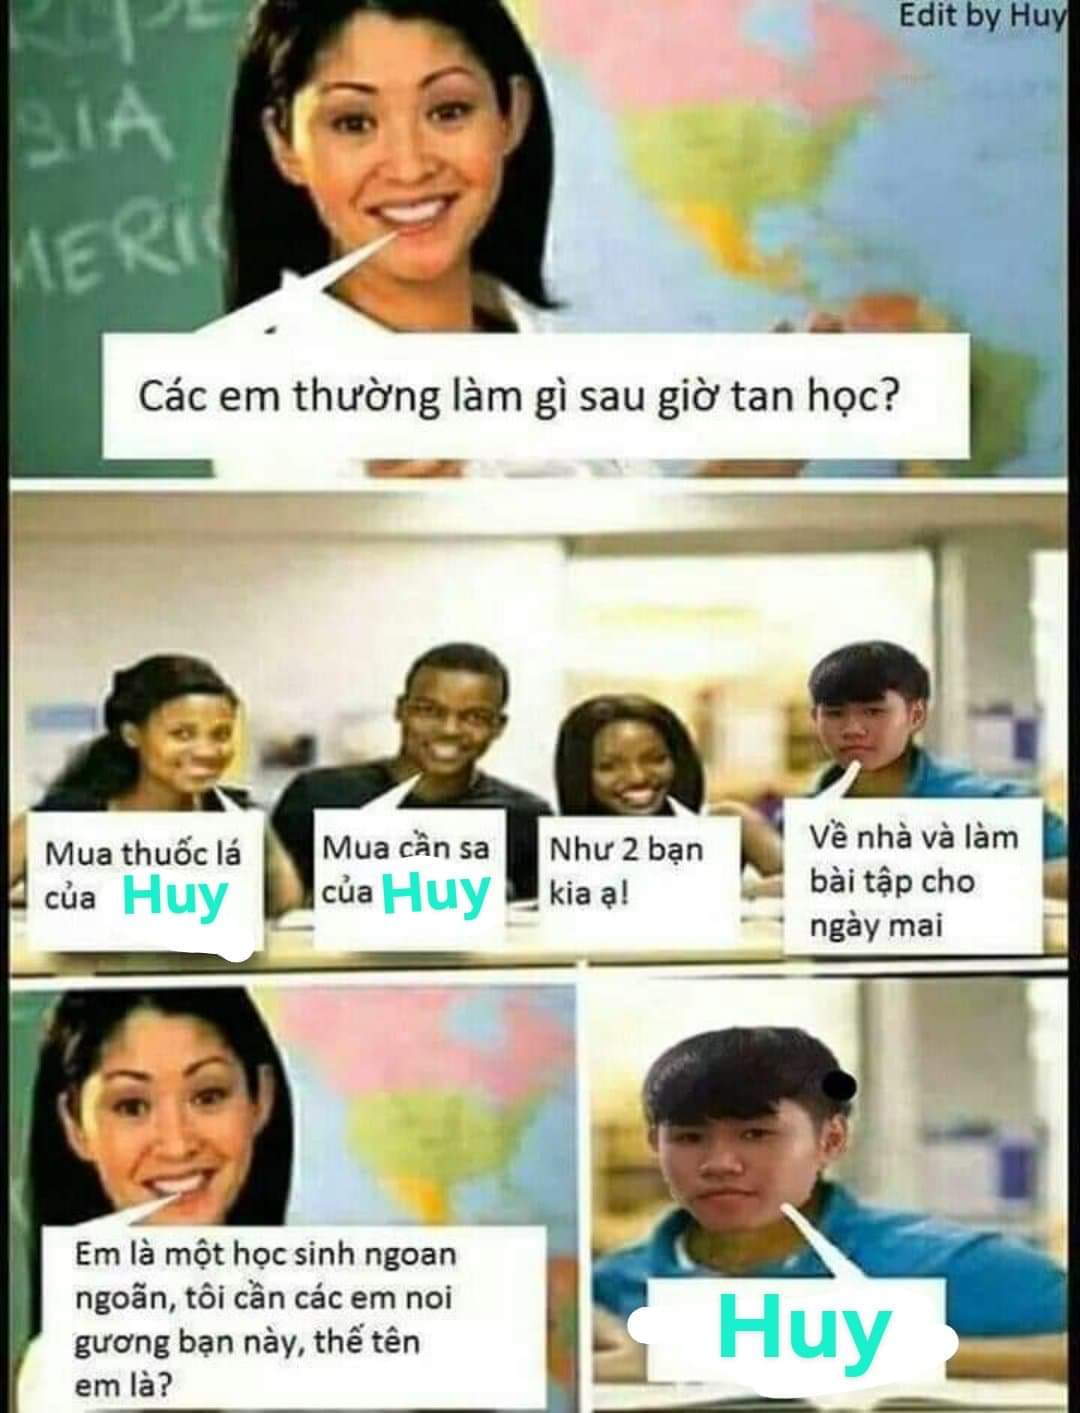 Edit by Huy
SIA
MERIC
Các em thường làm gì sau giờ tan học?
Mua thuốc lá
của Huy
Mua cần sa
của Huy
Như 2 bạn
kia ạ!
Về nhà và làm
bài tập cho
ngày mai
Em là một học sinh ngoan
ngoãn, tôi cần các em noi
gương bạn này, thế tên
em là?
Huy